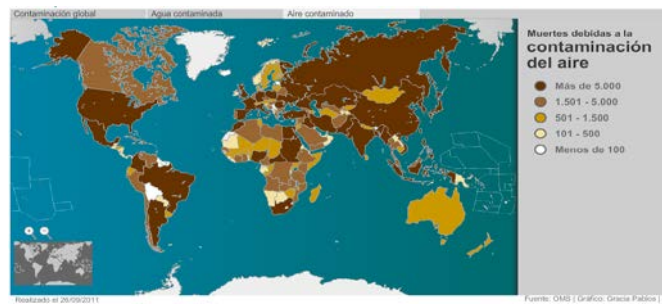 Contaminación global
Agua contaminada
Aire contaminado
Muertes debidas a la
contaminación
del aire
Más de 5.000
1.501 - 5.000
501 - 1.500
101 - 500
Menos de 100
Realizado el 26/09/2011
Fuente: OMS | Gráfico: Gracia Pablos |